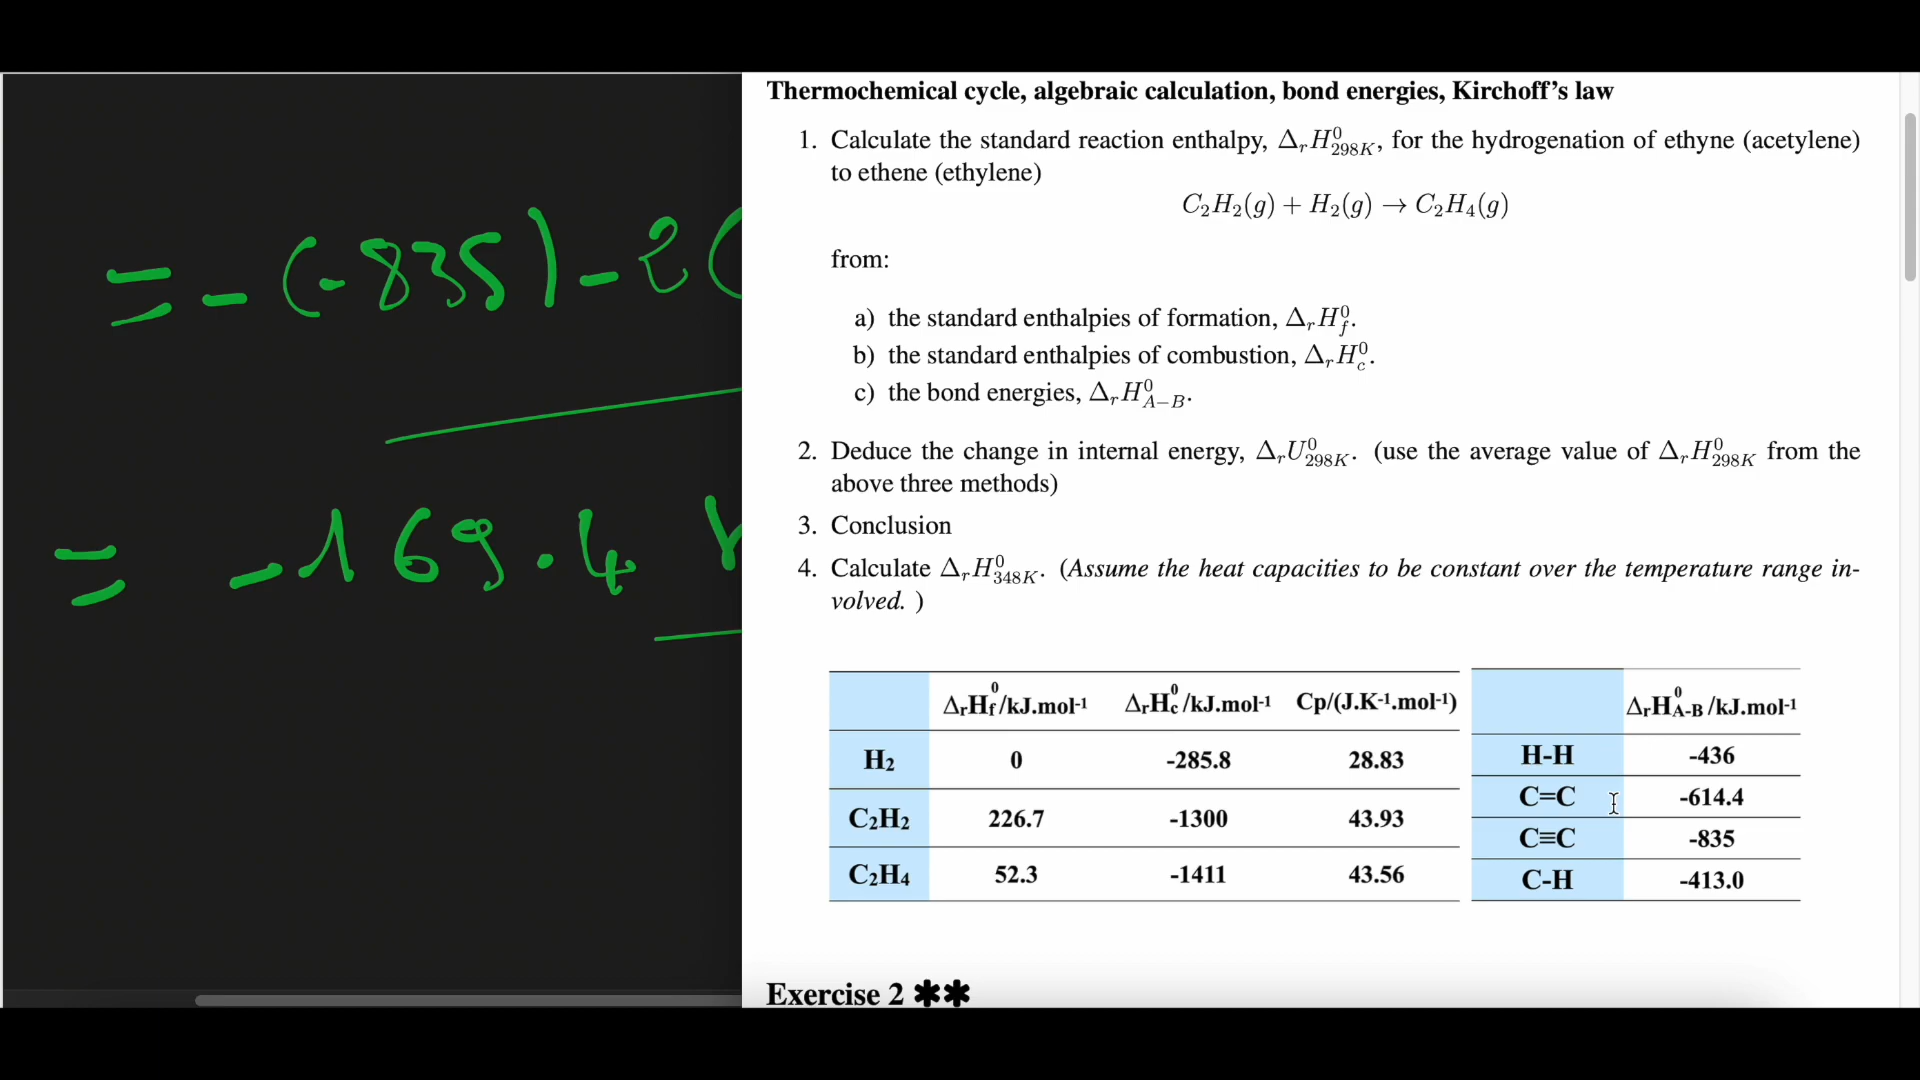 Thermochemical cycle, algebraic calculation, bond energies, Kirchoff's law
1. Calculate the standard reaction enthalpy, ΔᵣH⁰₂₉₈K, for the hydrogenation of ethyne (acetylene)
to ethene (ethylene)
C₂H₂(g) + H₂(g) → C₂H₄(g)
from:
a) the standard enthalpies of formation, ΔᵣH⁰f.
b) the standard enthalpies of combustion, ΔᵣH⁰c.
c) the bond energies, ΔᵣH⁰A−B.
2. Deduce the change in internal energy, ΔᵣU⁰₂₉₈K. (use the average value of ΔᵣH⁰₂₉₈K from the
above three methods)
3. Conclusion
4. Calculate ΔᵣH⁰₃₄₈K. (Assume the heat capacities to be constant over the temperature range in-
volved. )
ΔrHf⁰/kJ.mol⁻¹ ΔrHc⁰/kJ.mol⁻¹ Cp/(J.K⁻¹.mol⁻¹)
H₂ 0 -285.8 28.83
C₂H₂ 226.7 -1300 43.93
C₂H₄ 52.3 -1411 43.56
ΔrH⁰A-B /kJ.mol⁻¹
H-H -436
C=C -614.4
C≡C -835
C-H -413.0
Exercise 2 ✱✱
= - (-835) - 2(
= -169.4